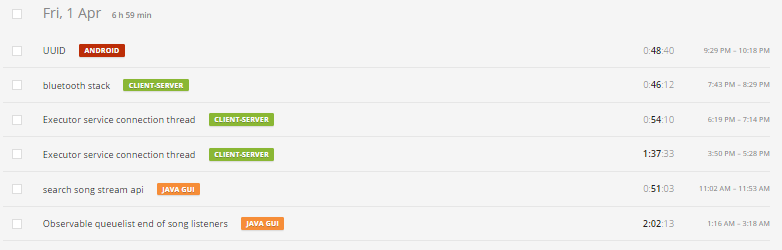 Fri, 1 Apr 6 h 59 min
UUID ANDROID 0:48:40 9:29 PM – 10:18 PM
bluetooth stack CLIENT-SERVER 0:46:12 7:43 PM – 8:29 PM
Executor service connection thread CLIENT-SERVER 0:54:10 6:19 PM – 7:14 PM
Executor service connection thread CLIENT-SERVER 1:37:33 3:50 PM – 5:28 PM
search song stream api JAVA GUI 0:51:03 11:02 AM – 11:53 AM
Observable queuelist end of song listeners JAVA GUI 2:02:13 1:16 AM – 3:18 AM